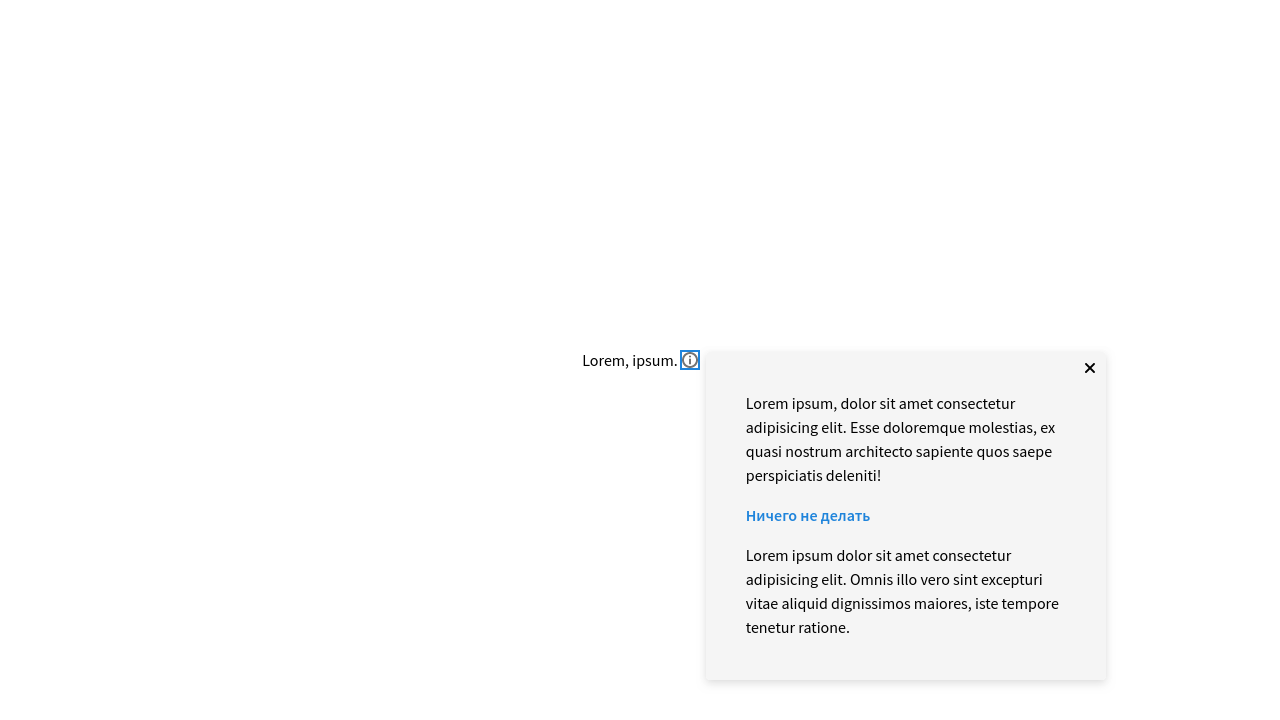 Lorem, ipsum.
Lorem ipsum, dolor sit amet consectetur
adipisicing elit. Esse doloremque molestias, ex
quasi nostrum architecto sapiente quos saepe
perspiciatis deleniti!
Ничего не делать
Lorem ipsum dolor sit amet consectetur
adipisicing elit. Omnis illo vero sint excepturi
vitae aliquid dignissimos maiores, iste tempore
tenetur ratione.